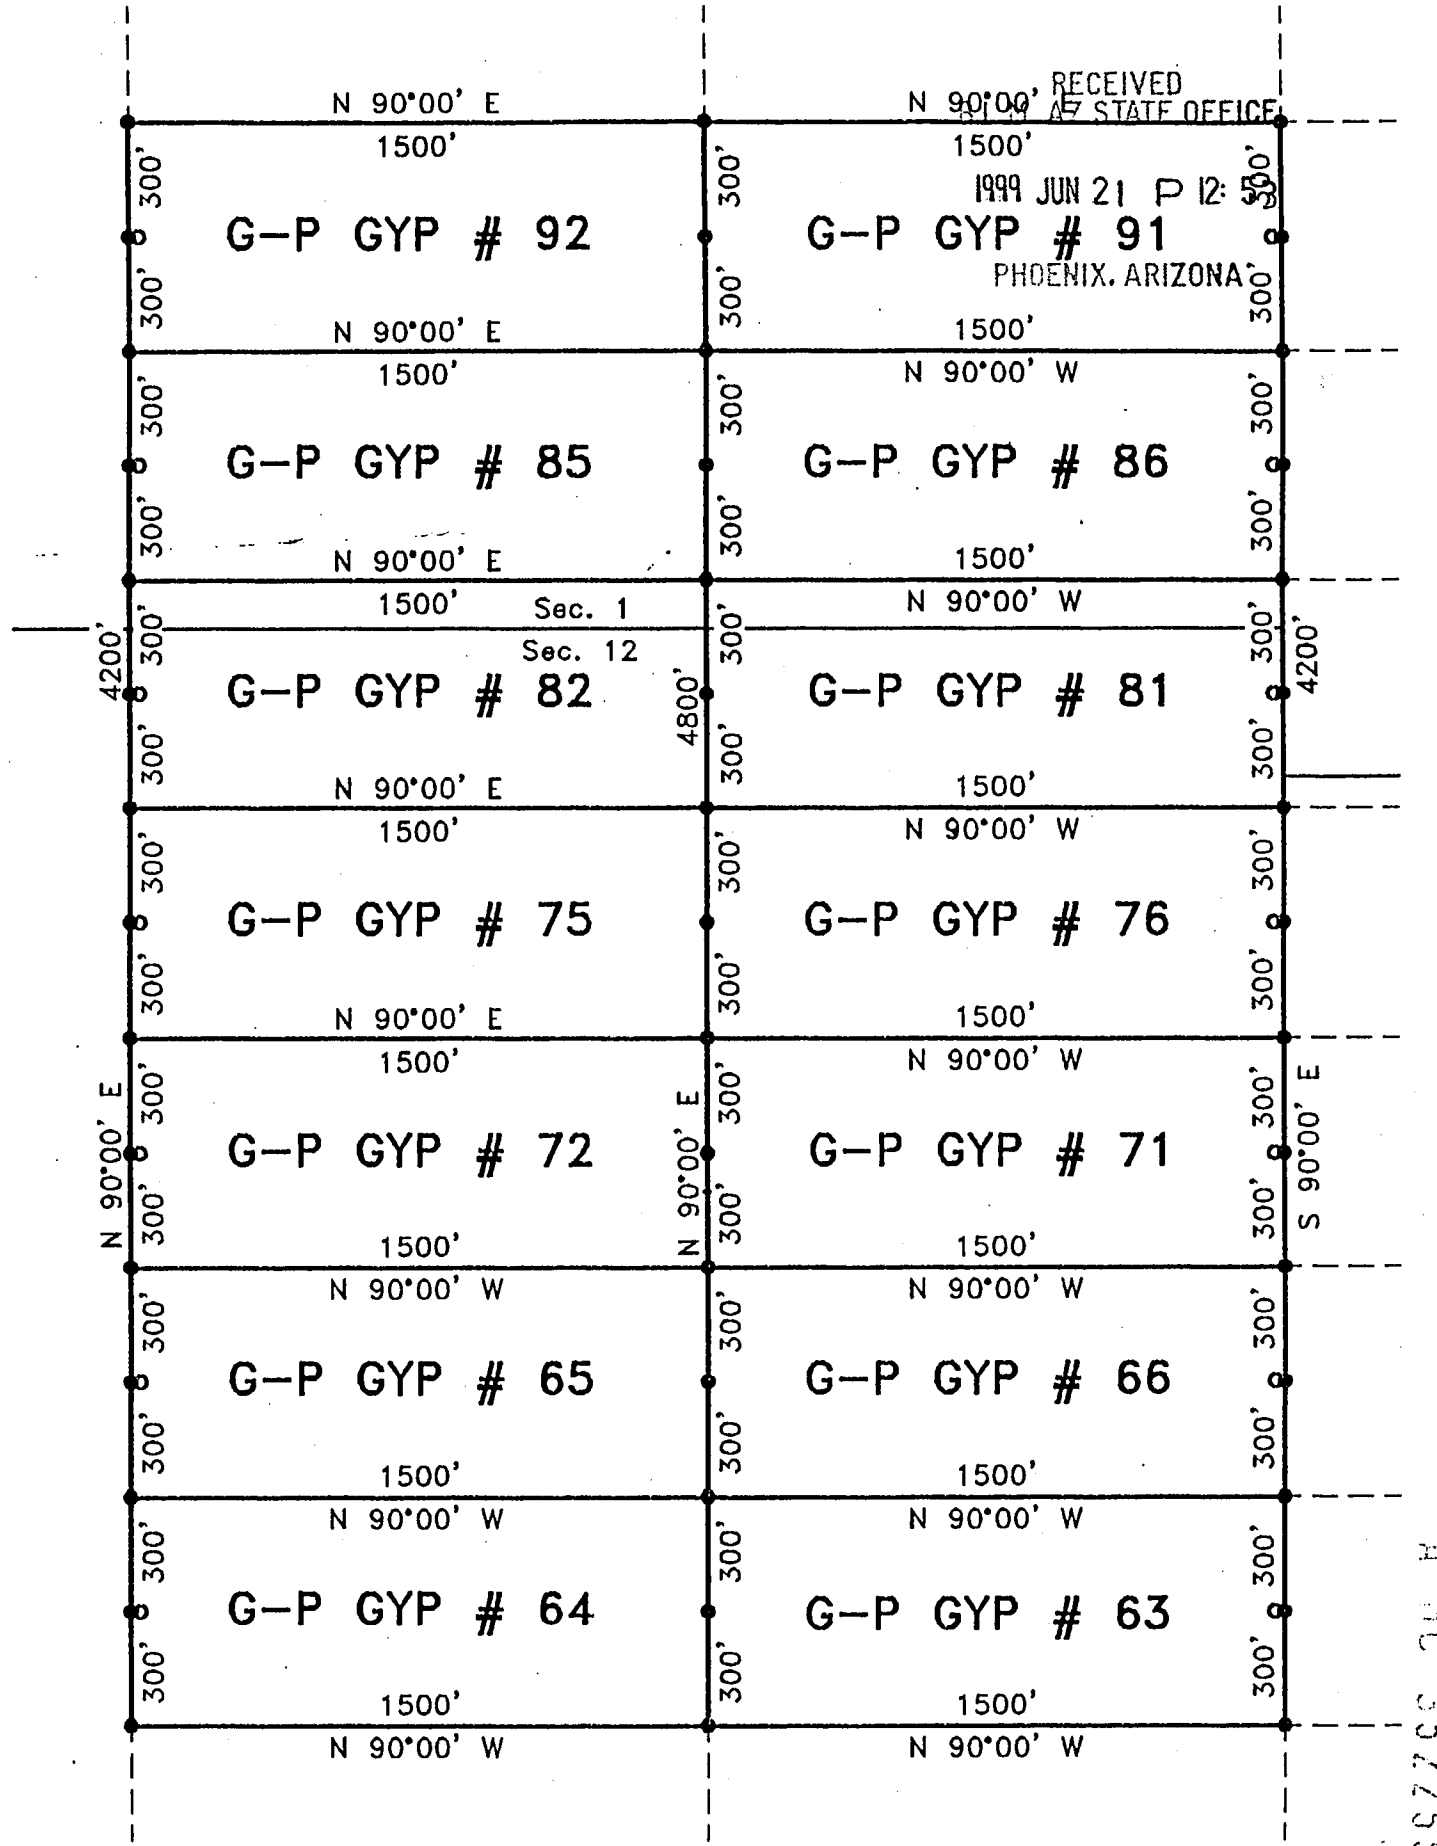 RECEIVED
N 90°00' E N 90°00' E
BLM AZ STATE OFFICE
1500' 1500'
300' 300' 300'
1999 JUN 21 P 12: 53
G-P GYP # 92 G-P GYP # 91
PHOENIX, ARIZONA
300' 300' 300'
N 90°00' E 1500'
1500' N 90°00' W
300' 300' 300'
G-P GYP # 85 G-P GYP # 86
300' 300' 300'
N 90°00' E 1500'
1500' Sec. 1 N 90°00' W
300' 300' 300'
Sec. 12
4200' G-P GYP # 82 4800' G-P GYP # 81 4200'
300' 300' 300'
N 90°00' E 1500'
1500' N 90°00' W
300' 300' 300'
G-P GYP # 75 G-P GYP # 76
300' 300' 300'
N 90°00' E 1500'
1500' N 90°00' W
300' 300' 300'
N 90°00' E G-P GYP # 72 N 90°00' E G-P GYP # 71 S 90°00' E
300' 300' 300'
1500' 1500'
N 90°00' W N 90°00' W
300' 300' 300'
G-P GYP # 65 G-P GYP # 66
300' 300' 300'
1500' 1500'
N 90°00' W N 90°00' W
300' 300' 300'
G-P GYP # 64 G-P GYP # 63
300' 300' 300'
1500' 1500'
N 90°00' W N 90°00' W